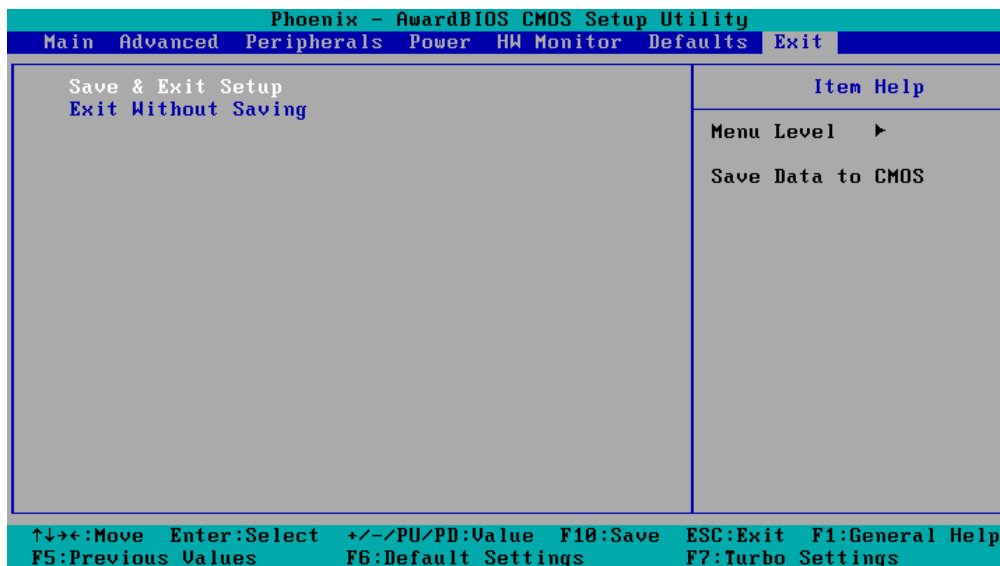 Phoenix - AwardBIOS CMOS Setup Utility
Main Advanced Peripherals Power HW Monitor Defaults Exit
Save & Exit Setup
Exit Without Saving
Item Help
Menu Level ▶
Save Data to CMOS
↑↓→←:Move Enter:Select +/-/PU/PD:Value F10:Save ESC:Exit F1:General Help
F5:Previous Values F6:Default Settings F7:Turbo Settings